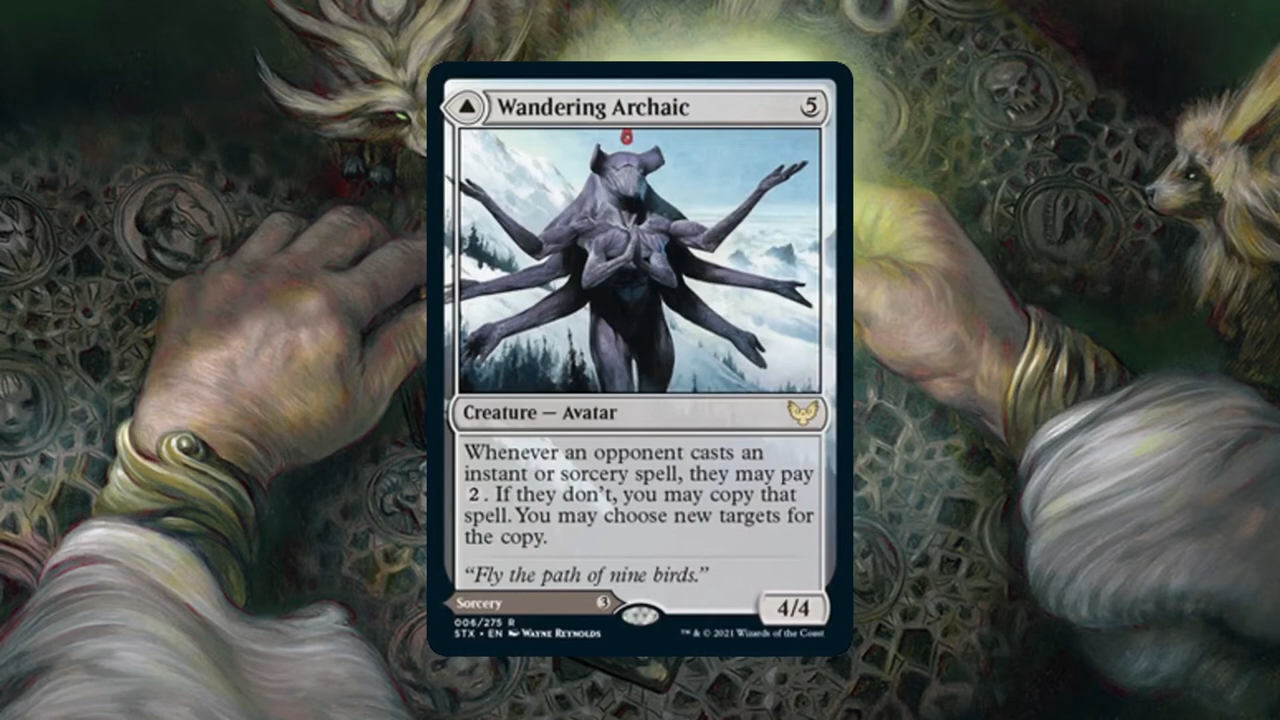 Wandering Archaic 5
Creature — Avatar
Whenever an opponent casts an
instant or sorcery spell, they may pay
2. If they don't, you may copy that
spell. You may choose new targets for
the copy.
"Fly the path of nine birds."
Sorcery 3
4/4
006/275 R
STX • EN Wayne Reynolds
™ & © 2021 Wizards of the Coast